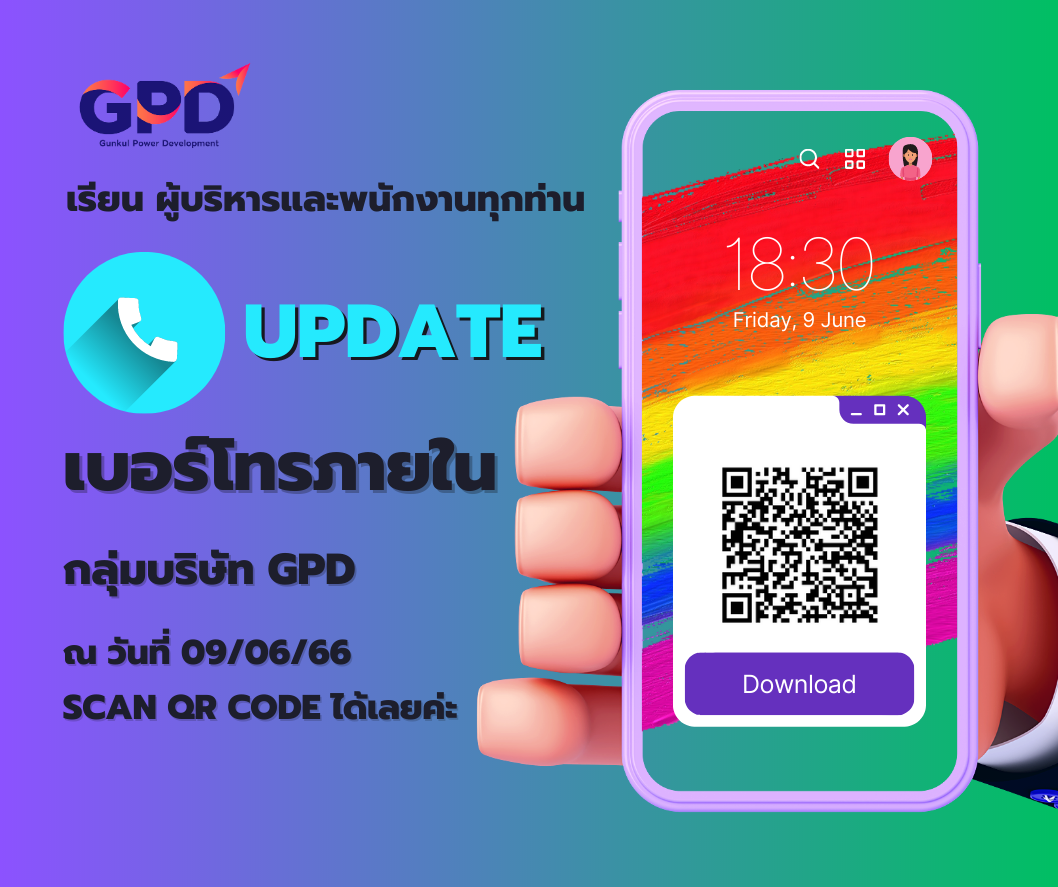 GPD
Gunkul Power Development
เรียน ผู้บริหารและพนักงานทุกท่าน
UPDATE
เบอร์โทรภายใน
กลุ่มบริษัท GPD
ณ วันที่ 09/06/66
SCAN QR CODE ได้เลยค่ะ
18:30
Friday, 9 June
Download